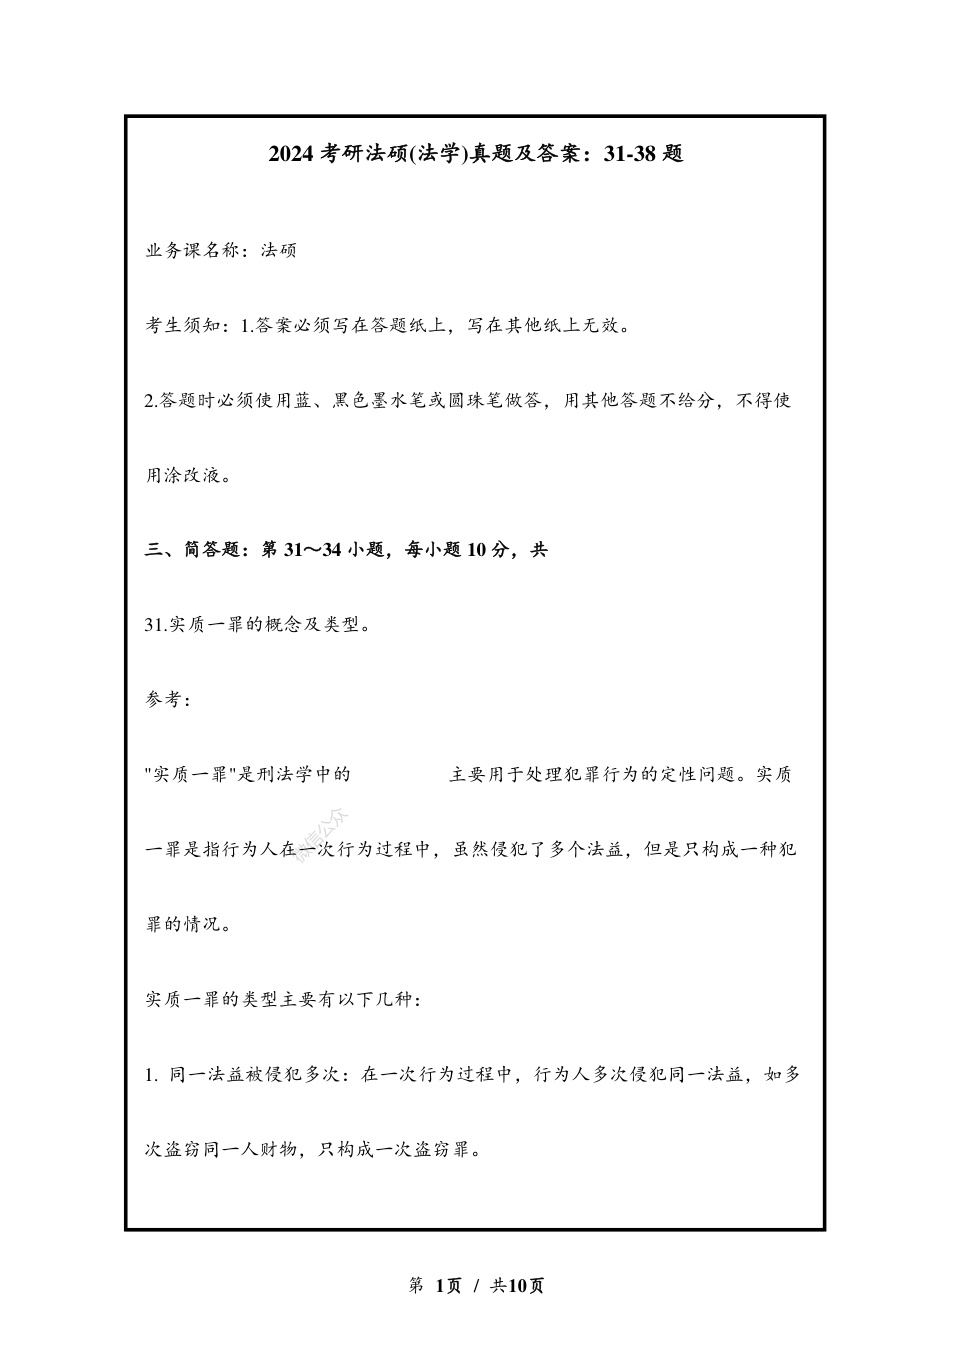 2024 考研法硕(法学)真题及答案：31-38 题
业务课名称：法硕
考生须知：1.答案必须写在答题纸上，写在其他纸上无效。
2.答题时必须使用蓝、黑色墨水笔或圆珠笔做答，用其他答题不给分，不得使
用涂改液。
三、简答题：第 31～34 小题，每小题 10 分，共
31.实质一罪的概念及类型。
参考：
"实质一罪"是刑法学中的 主要用于处理犯罪行为的定性问题。实质
微信公众
一罪是指行为人在一次行为过程中，虽然侵犯了多个法益，但是只构成一种犯
罪的情况。
实质一罪的类型主要有以下几种：
1. 同一法益被侵犯多次：在一次行为过程中，行为人多次侵犯同一法益，如多
次盗窃同一人财物，只构成一次盗窃罪。
第 1页 / 共10页